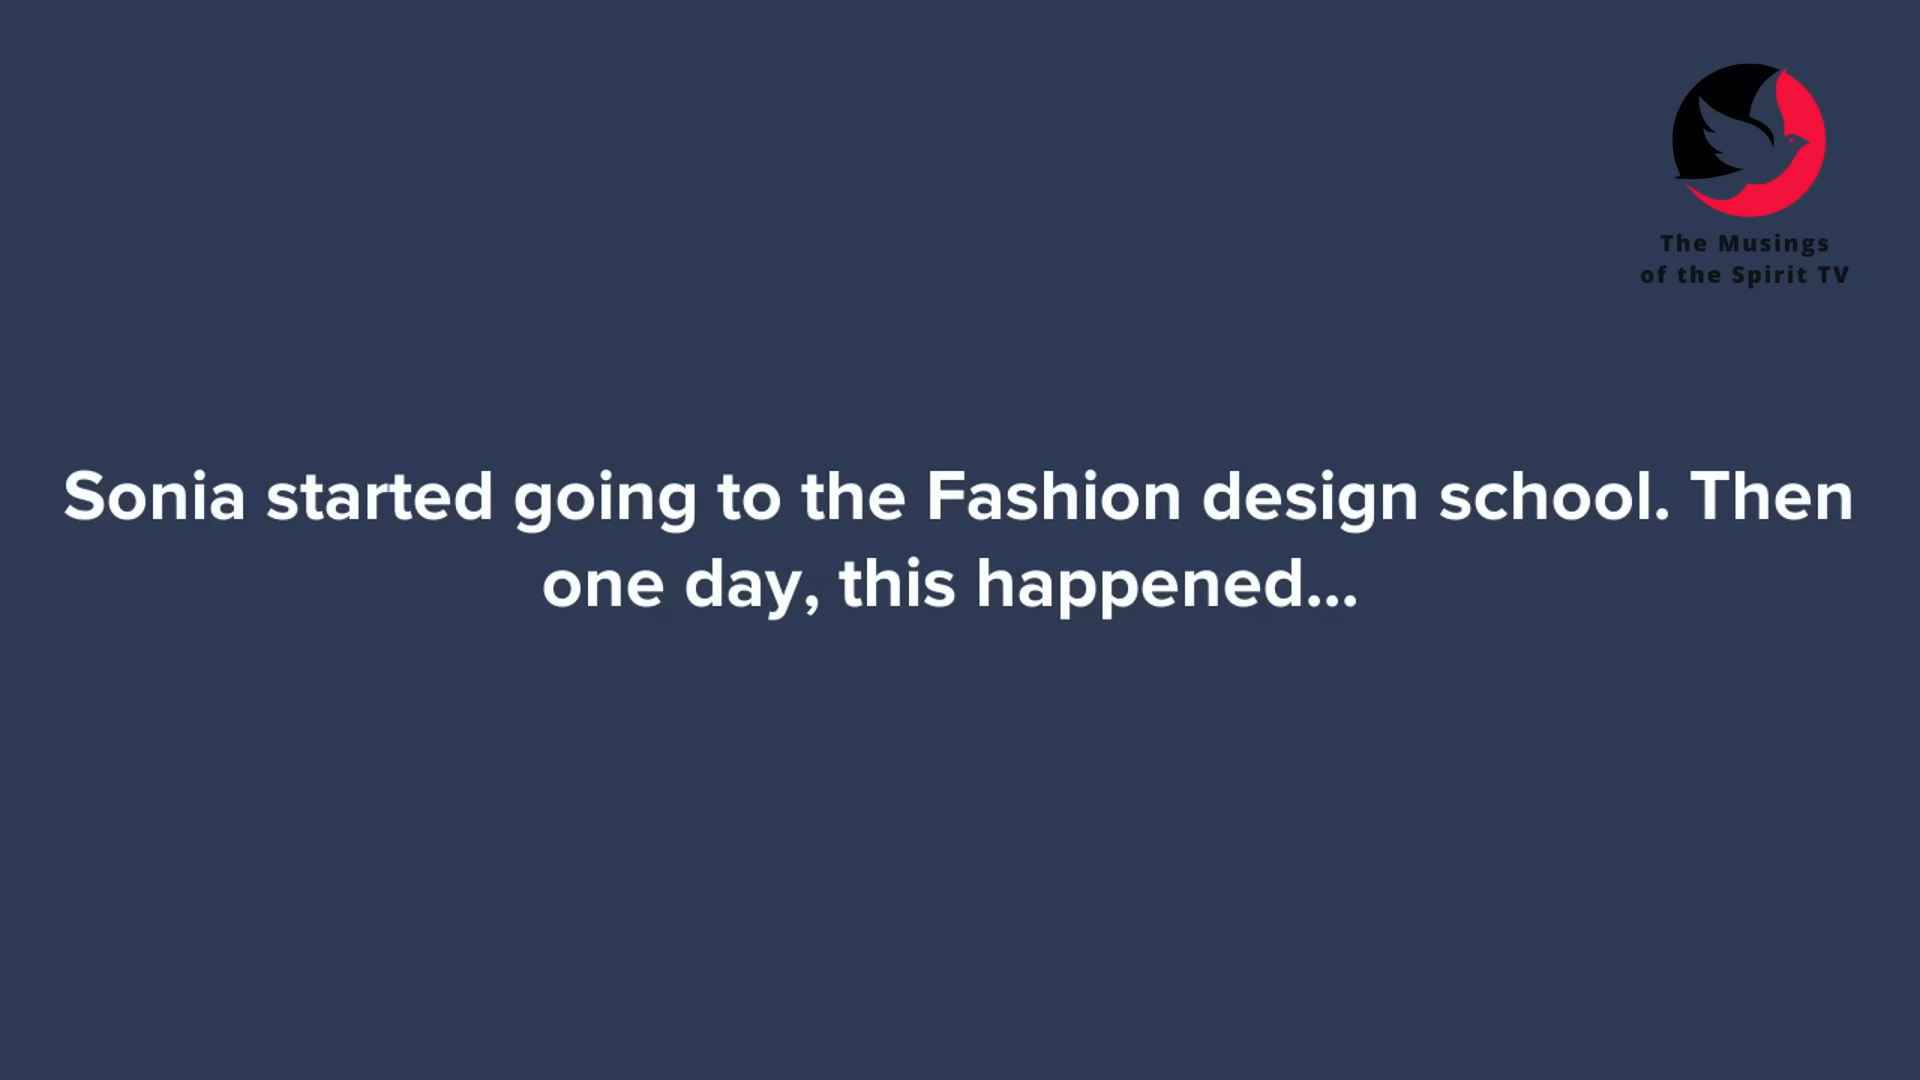 The Musings
of the Spirit TV
Sonia started going to the Fashion design school. Then
one day, this happened...